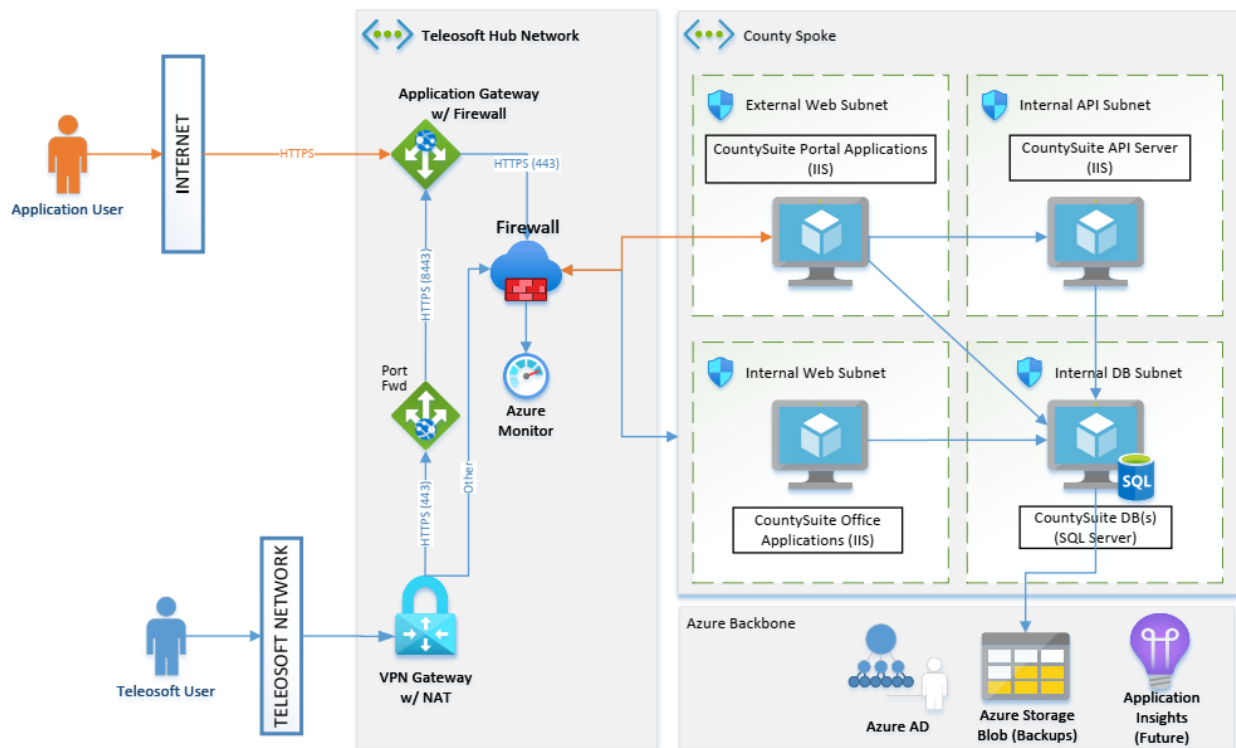 Teleosoft Hub Network
County Spoke
Application Gateway
w/ Firewall
External Web Subnet
Internal API Subnet
CountySuite Portal Applications
(IIS)
CountySuite API Server
(IIS)
INTERNET
HTTPS
HTTPS (443)
Application User
Firewall
HTTPS (8443)
Port
Fwd
Azure
Monitor
Internal Web Subnet
Internal DB Subnet
SQL
Other
HTTPS (443)
CountySuite Office
Applications (IIS)
CountySuite DB(s)
(SQL Server)
TELEOSOFT NETWORK
Teleosoft User
VPN Gateway
w/ NAT
Azure Backbone
Azure AD
Azure Storage
Blob (Backups)
Application
Insights
(Future)